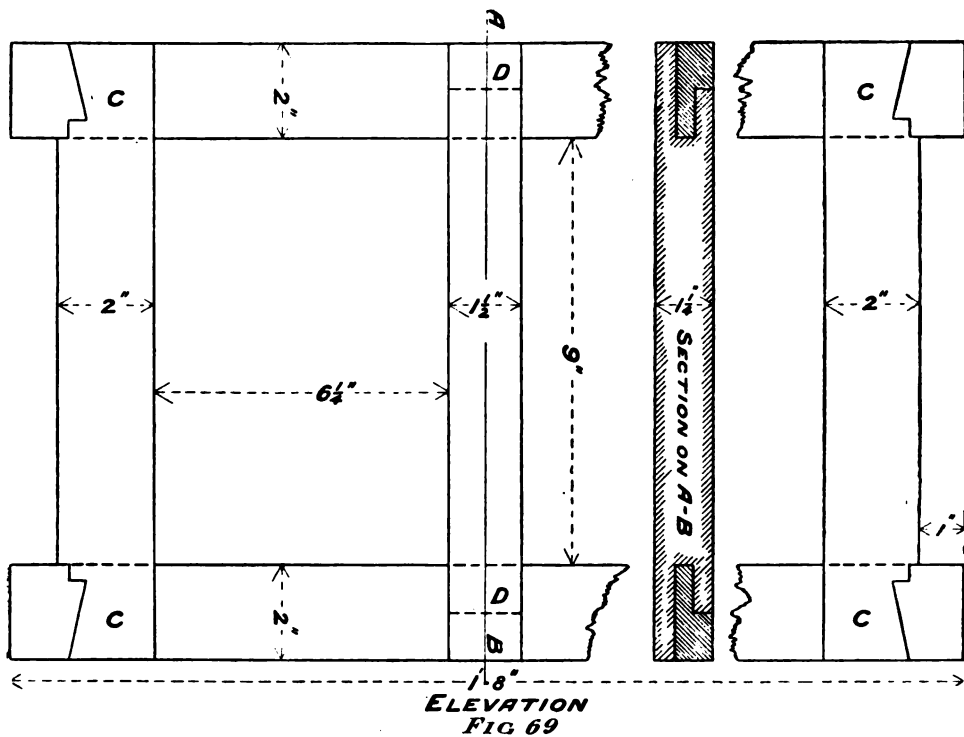 A
C
D
C
2"
2"
1½"
1¼"
2"
9"
6¼"
SECTION ON A-B
1"
C
D
2"
B
C
1-8"
ELEVATION
FIG 69